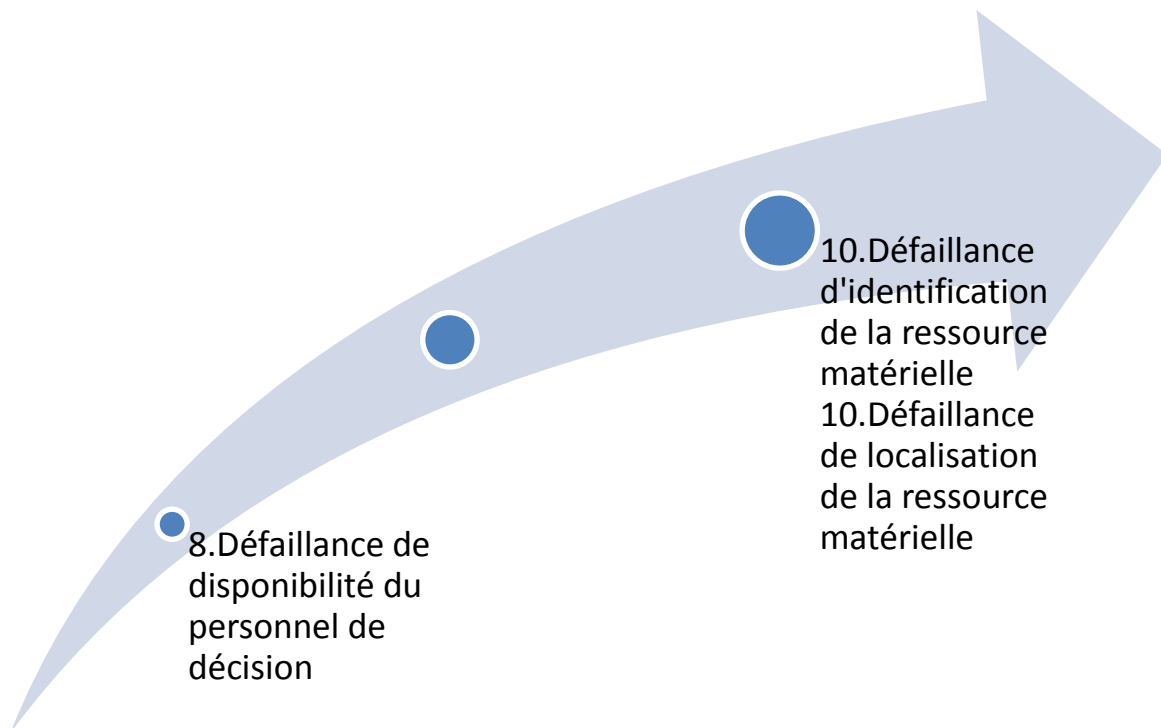 10.Défaillance
d'identification
de la ressource
matérielle
10.Défaillance
de localisation
de la ressource
matérielle
8.Défaillance de
disponibilité du
personnel de
décision